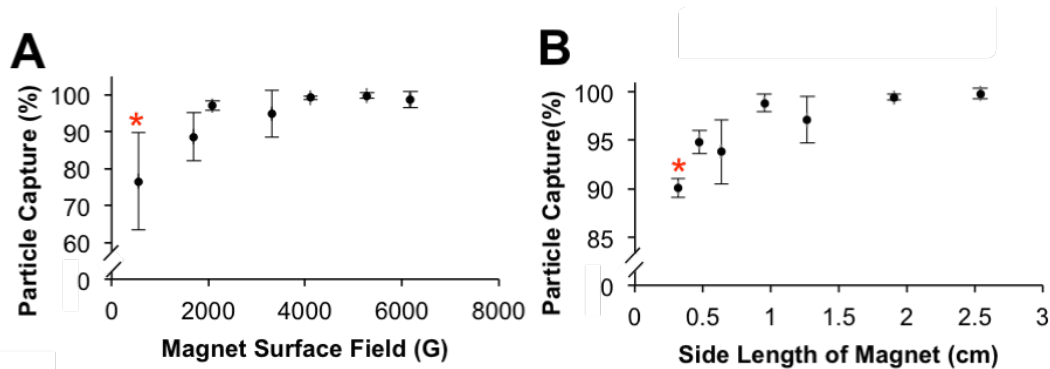 A
Particle Capture (%)
100
90
80
70
60
0
*
0 2000 4000 6000 8000
Magnet Surface Field (G)
B
Particle Capture(%)
100
95
90
85
0
*
0 0.5 1 1.5 2 2.5 3
Side Length of Magnet (cm)